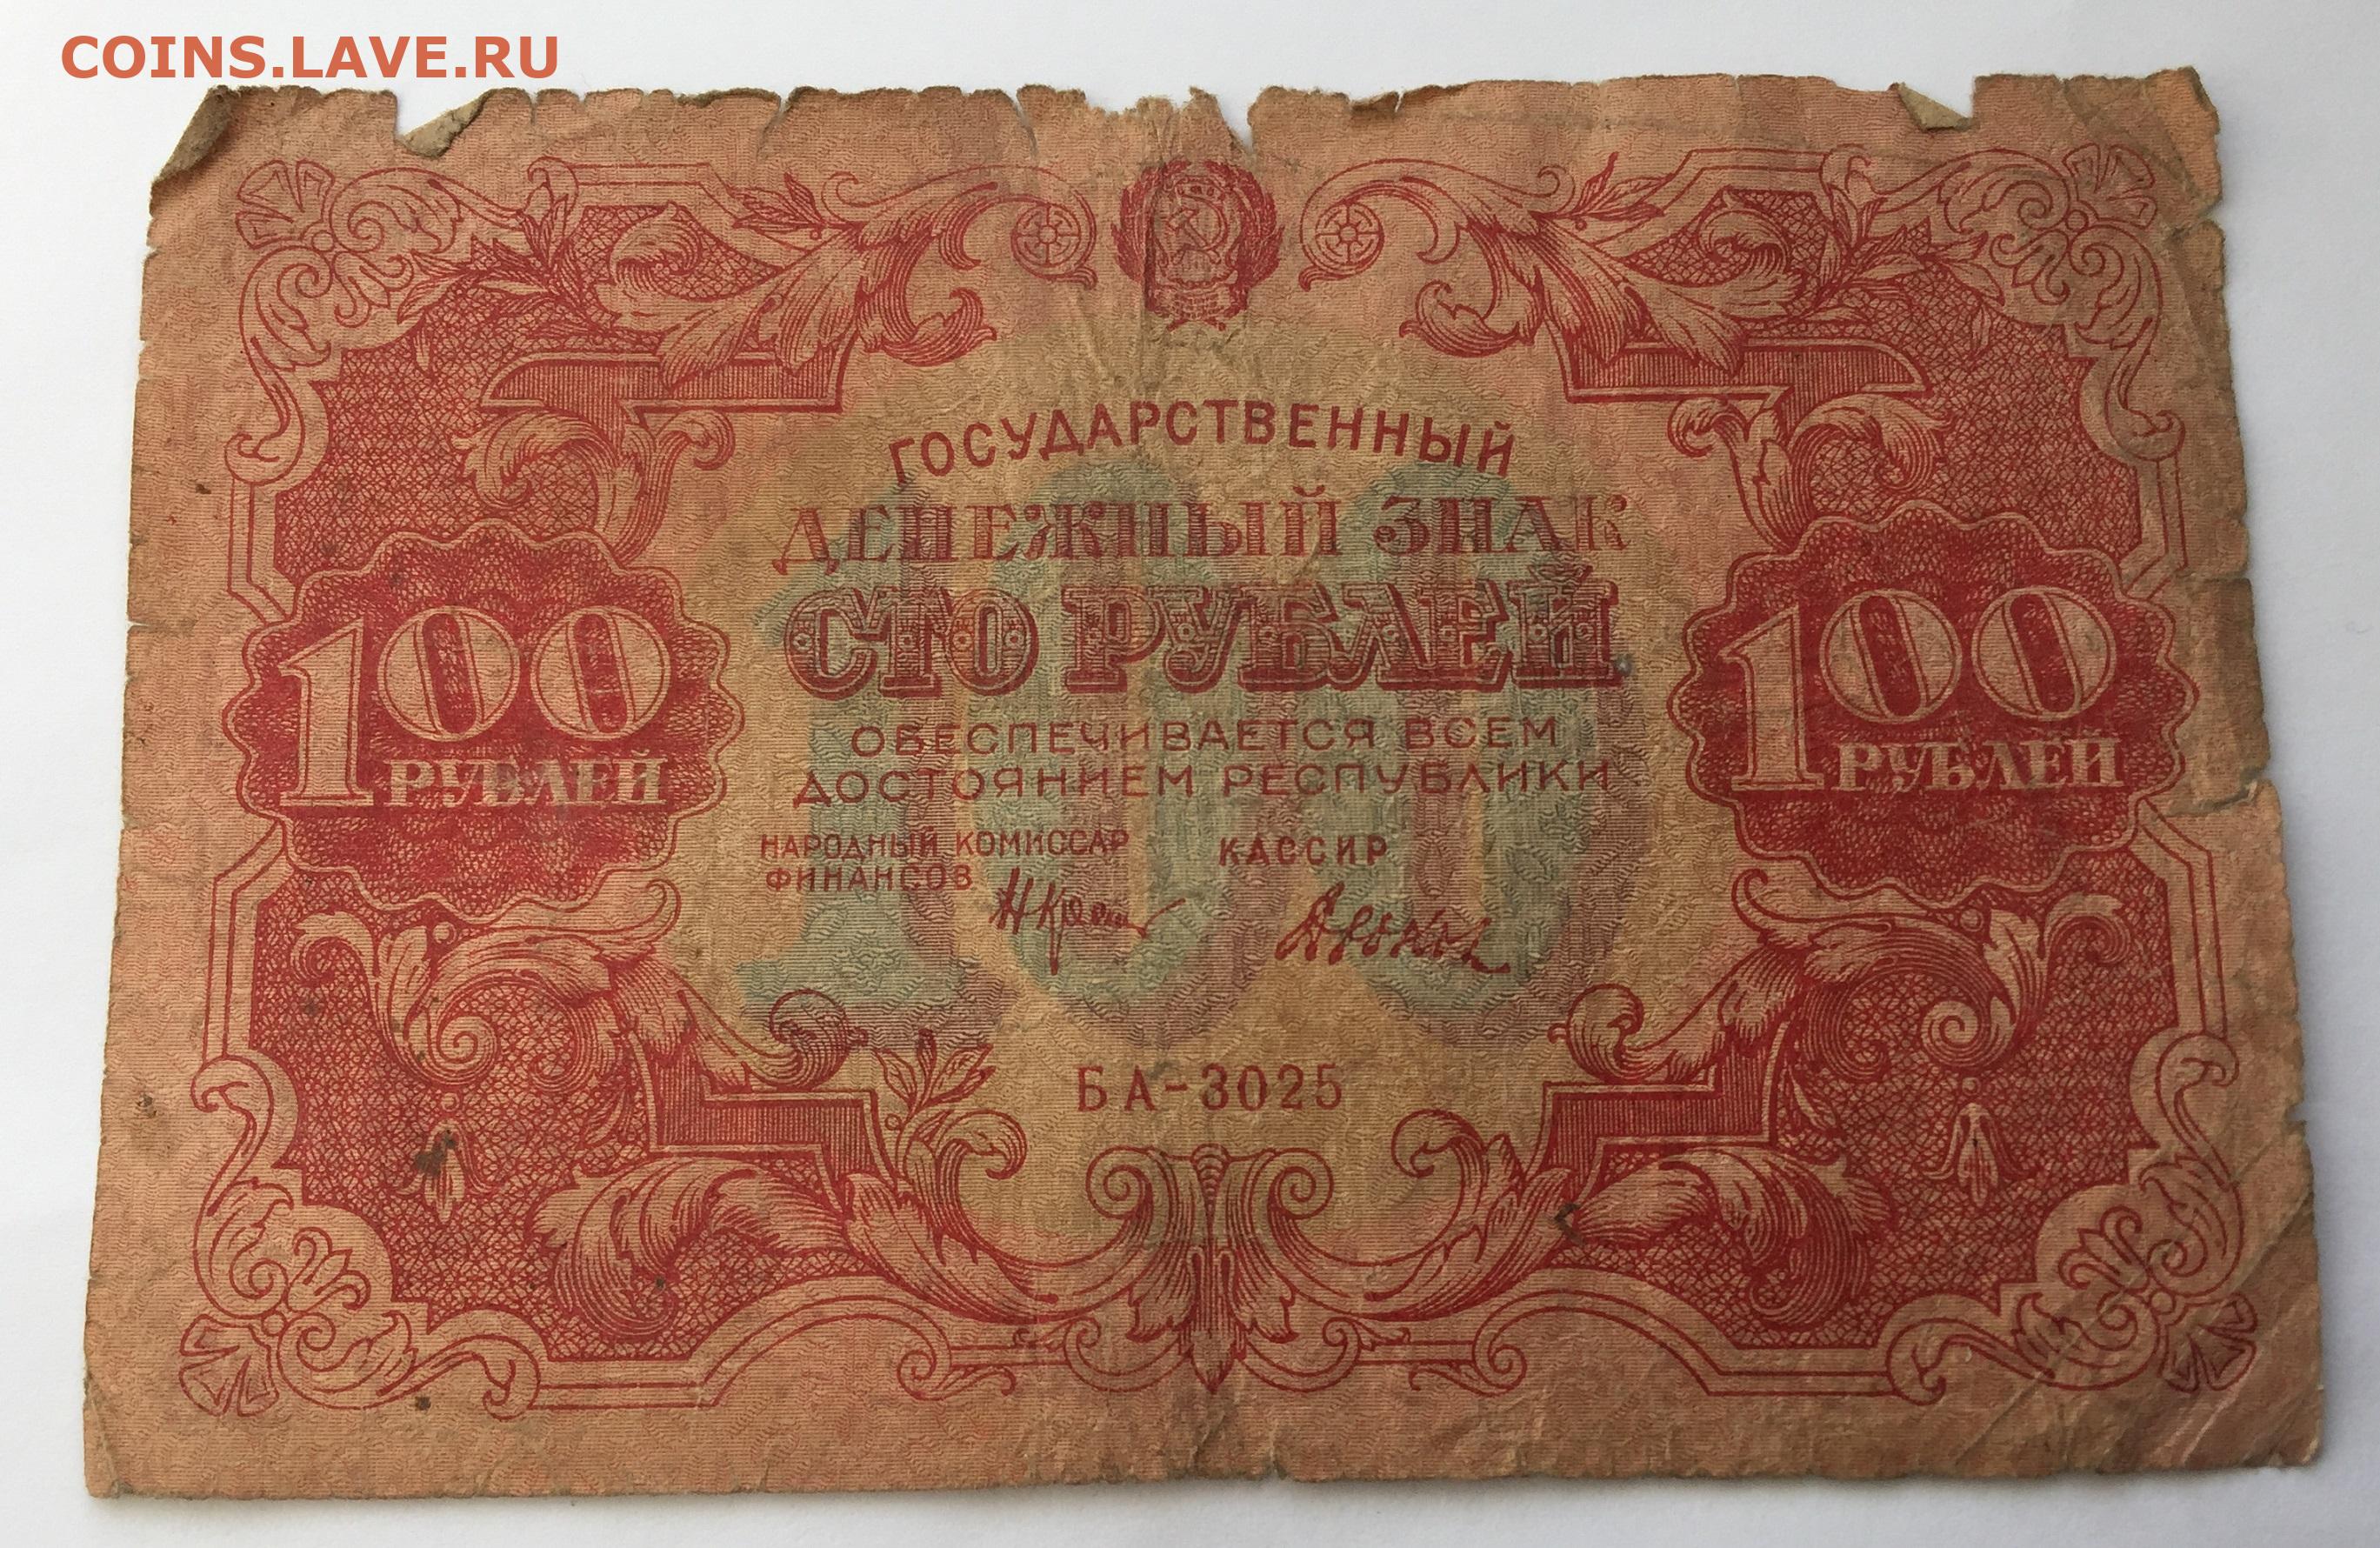 COINS.LAVE.RU
ГОСУДАРСТВЕННЫЙ
ДЕНЕЖНЫЙ ЗНАК
СТО РУБЛЕЙ
100
РУБЛЕЙ
100
РУБЛЕЙ
100
ОБЕСПЕЧИВАЕТСЯ ВСЕМ
ДОСТОЯНИЕМ РЕСПУБЛИКИ
НАРОДНЫЙ КОМИССАР
ФИНАНСОВ
КАССИР
БА-3025